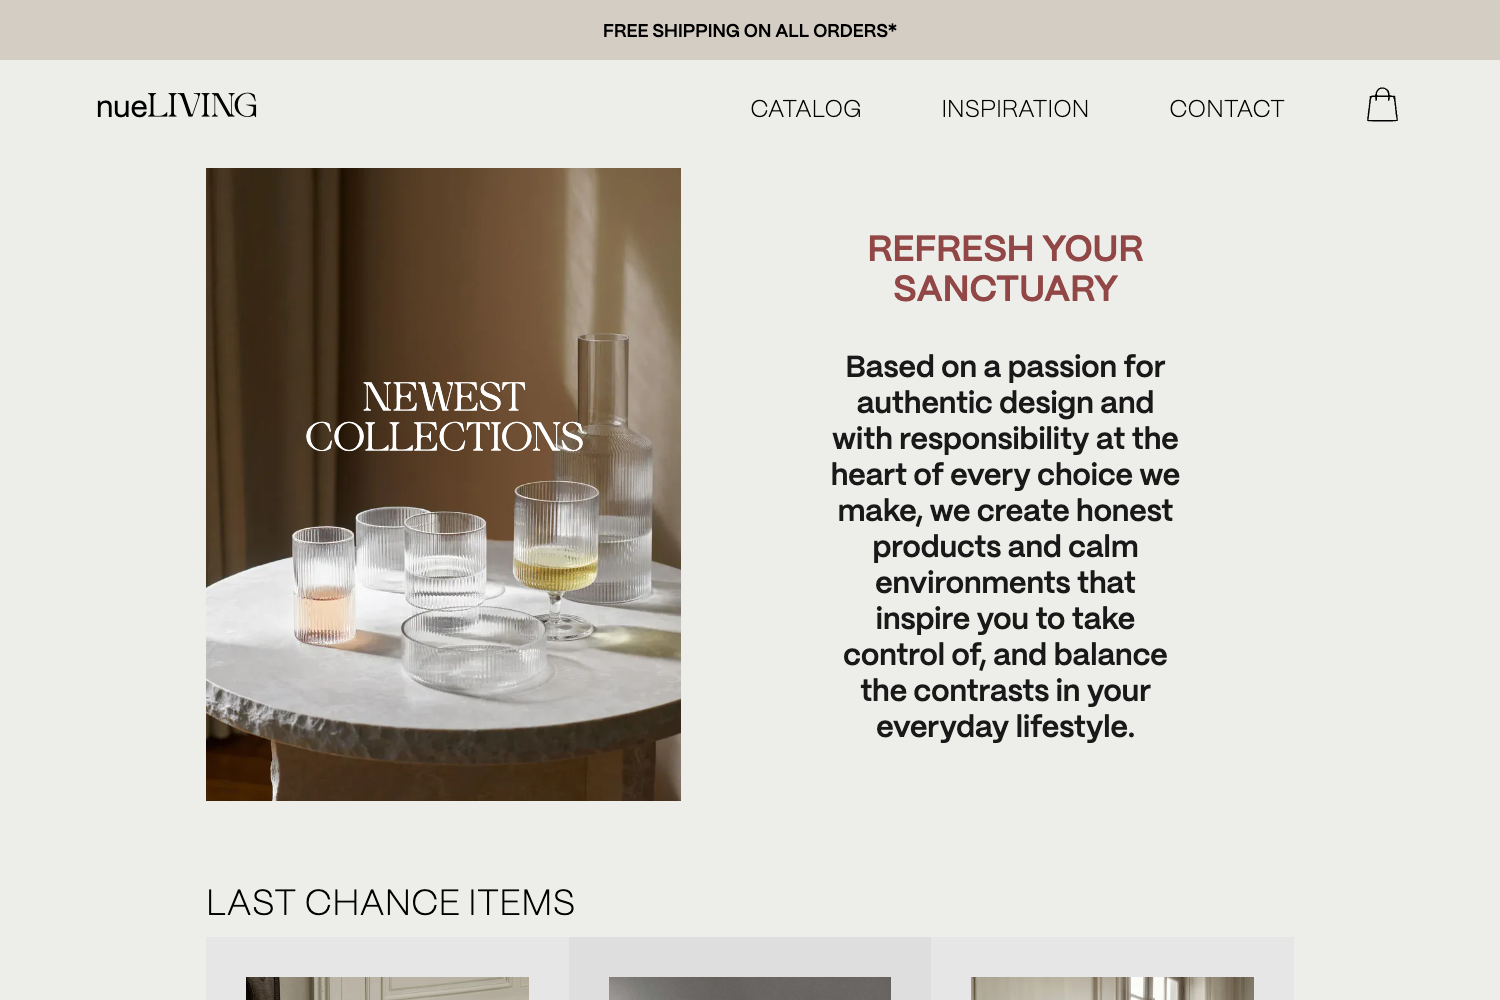 FREE SHIPPING ON ALL ORDERS*
nueLIVING
CATALOG
INSPIRATION
CONTACT
NEWEST
COLLECTIONS
REFRESH YOUR
SANCTUARY
Based on a passion for
authentic design and
with responsibility at the
heart of every choice we
make, we create honest
products and calm
environments that
inspire you to take
control of, and balance
the contrasts in your
everyday lifestyle.
LAST CHANCE ITEMS